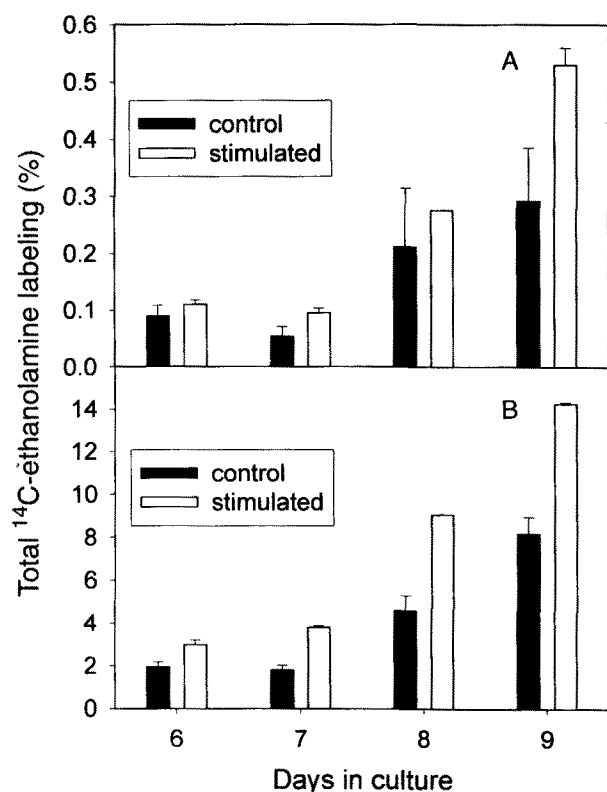 Total ¹⁴C-éthanolamine labeling (%)
0.6
0.5
0.4
0.3
0.2
0.1
0.0
A
control
stimulated
14
12
10
8
6
4
2
0
B
control
stimulated
6 7 8 9
Days in culture